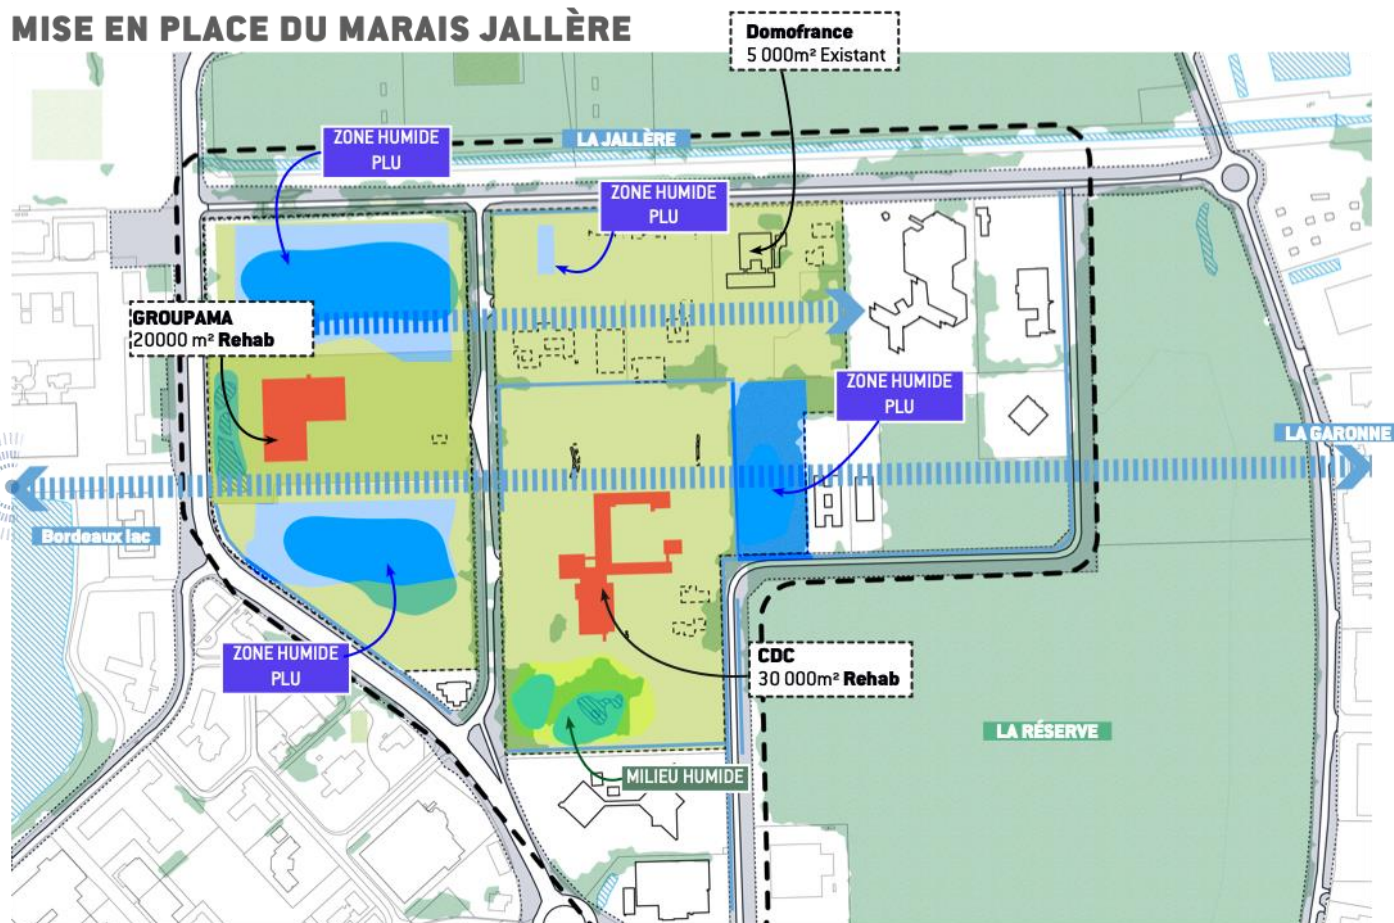 MISE EN PLACE DU MARAIS JALLÈRE
Domofrance
5 000m² Existant
ZONE HUMIDE
PLU
LA JALLÈRE
ZONE HUMIDE
PLU
GROUPAMA
20000 m² Rehab
ZONE HUMIDE
PLU
LA GARONNE
Bordeaux lac
ZONE HUMIDE
PLU
CDC
30 000m² Rehab
LA RÉSERVE
MILIEU HUMIDE